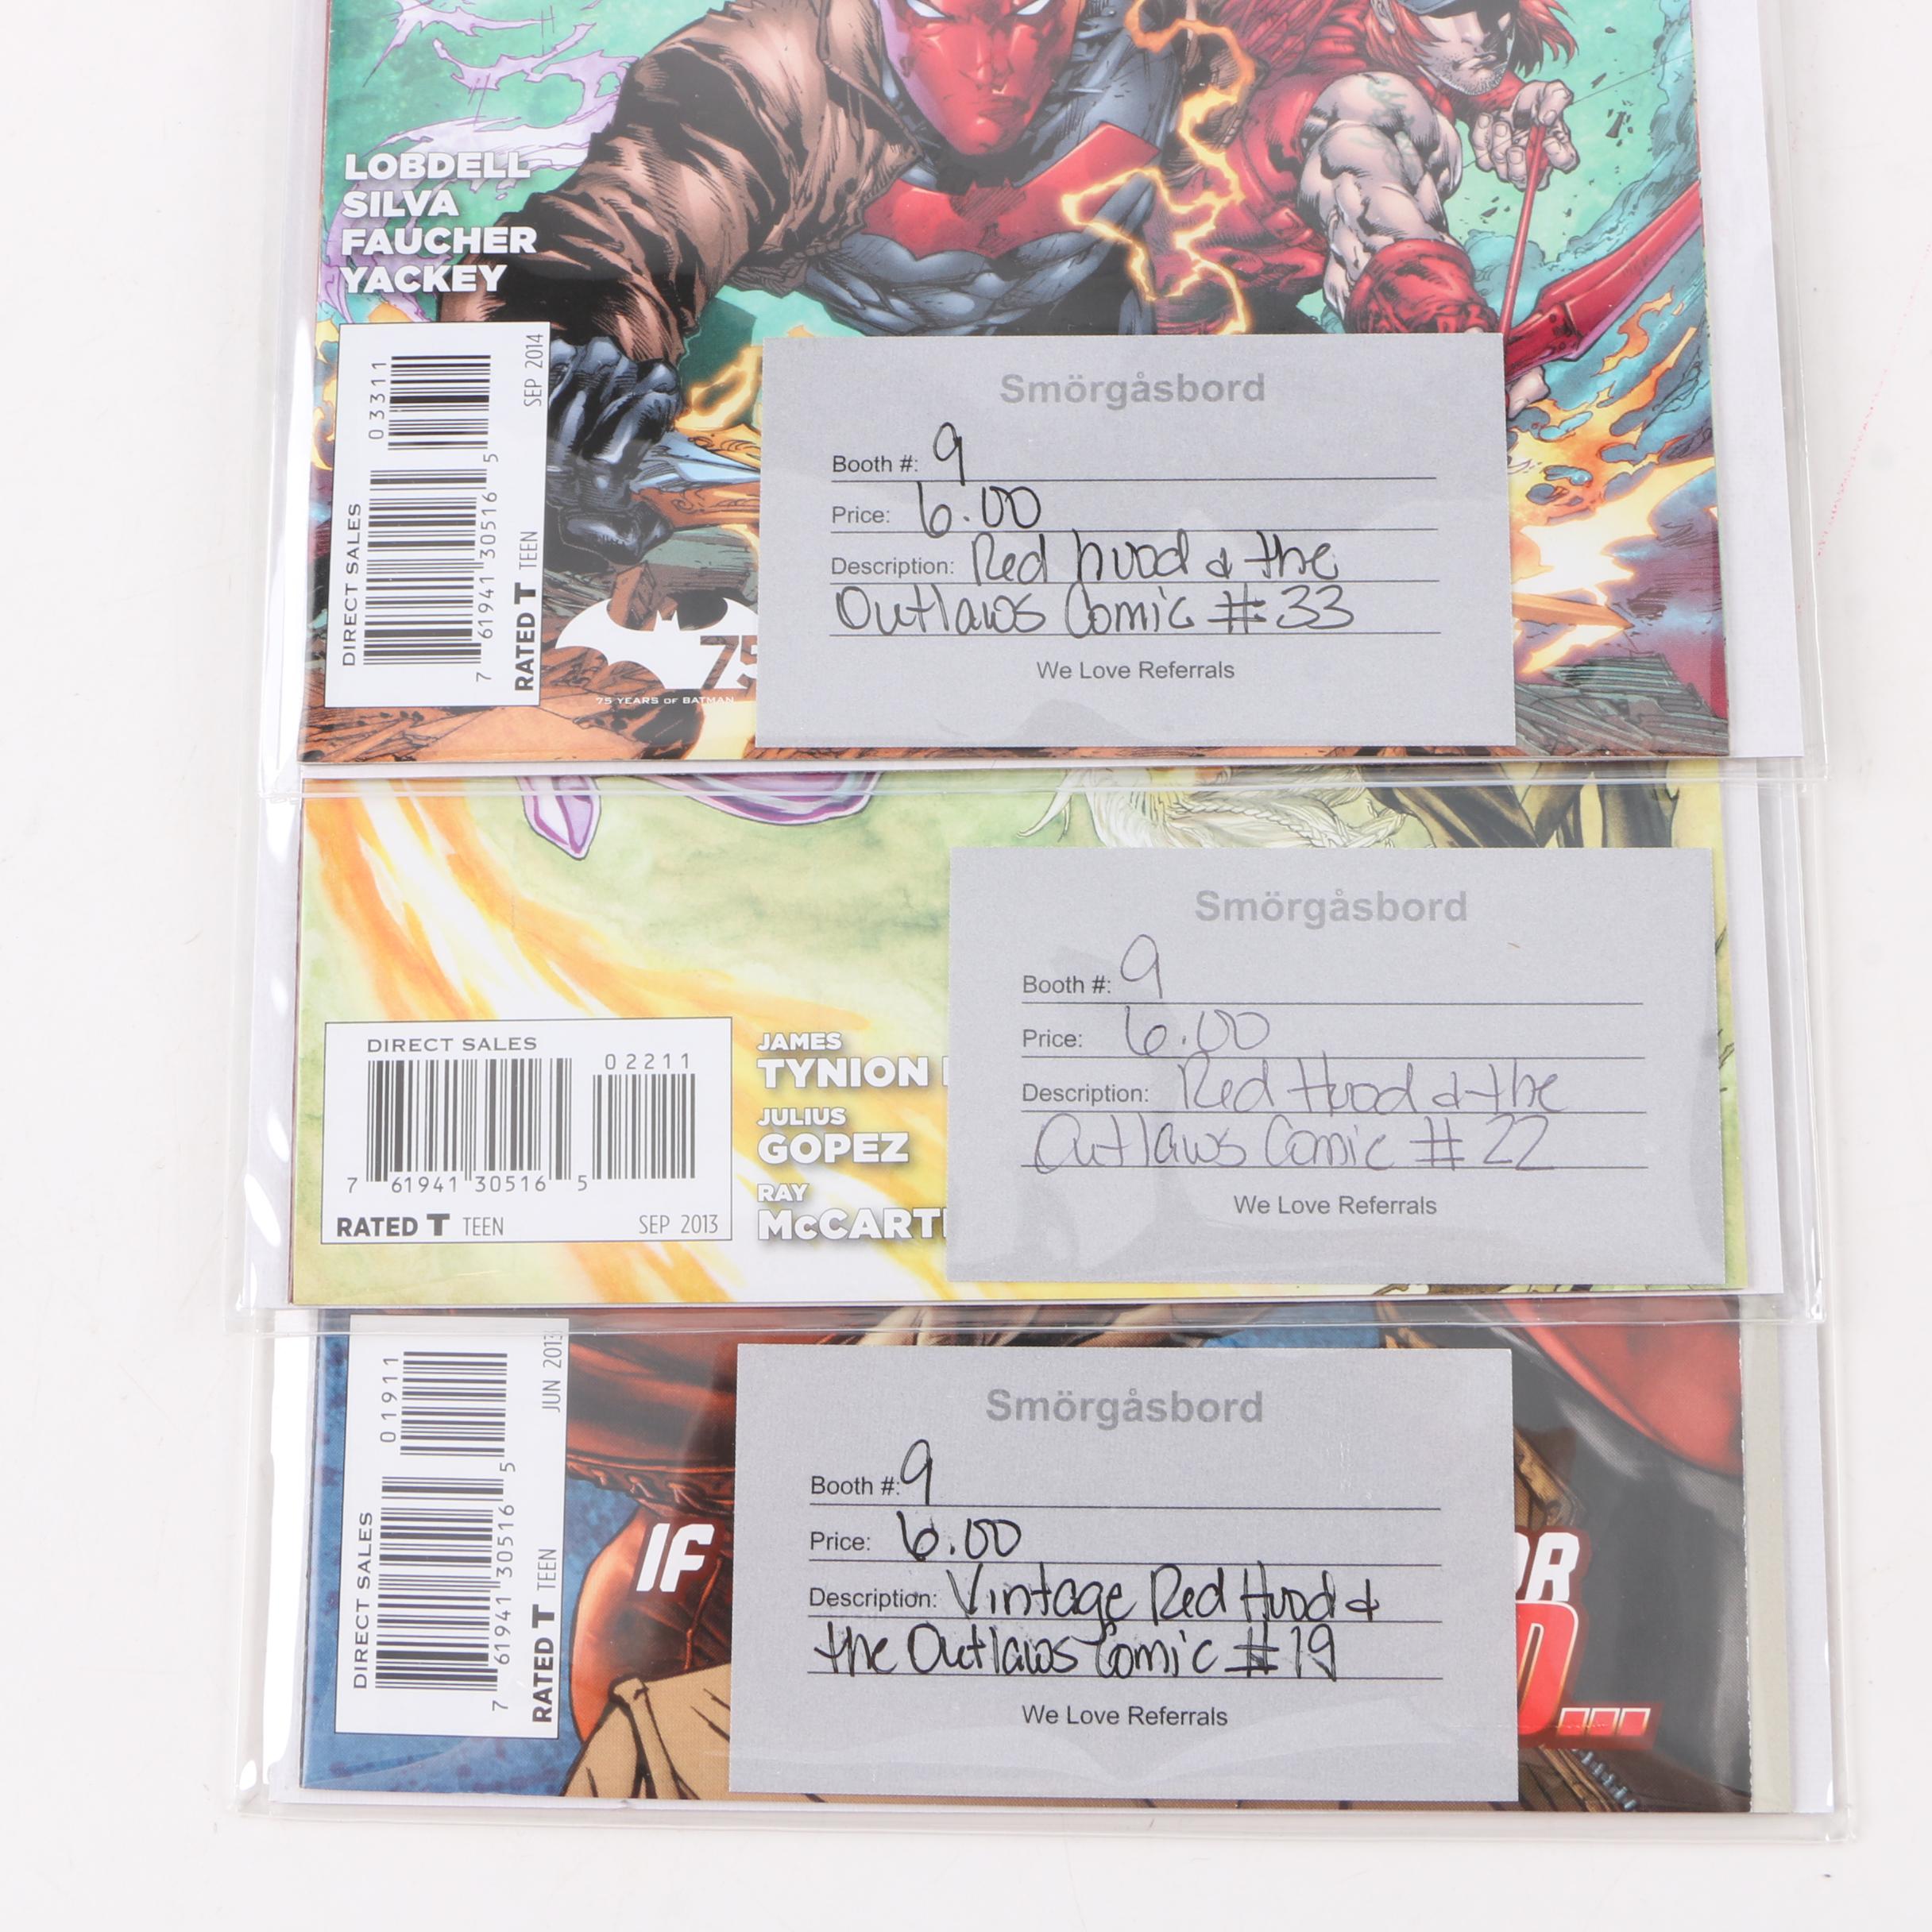 LOBDELL
SILVA
FAUCHER
YACKEY
DIRECT SALES
03311
7 61941 30516 5
RATED T TEEN
SEP 2014
75
75 YEARS OF BATMAN
Smörgåsbord
Booth #: 9
Price: 6.00
Description: Red hood & the
Outlaws Comic #33
We Love Referrals
DIRECT SALES
02211
7 61941 30516 5
RATED T TEEN SEP 2013
JAMES
TYNION
JULIUS
GOPEZ
RAY
McCART
Smörgåsbord
Booth #: 9
Price: 6.00
Description: Red Hood & the
Outlaws Comic #22
We Love Referrals
DIRECT SALES
01911
7 61941 30516 5
RATED T TEEN
JUN 2013
IF
Smörgåsbord
Booth #: 9
Price: 6.00
Description: Vintage Red Hood &
the Outlaws Comic #19
We Love Referrals